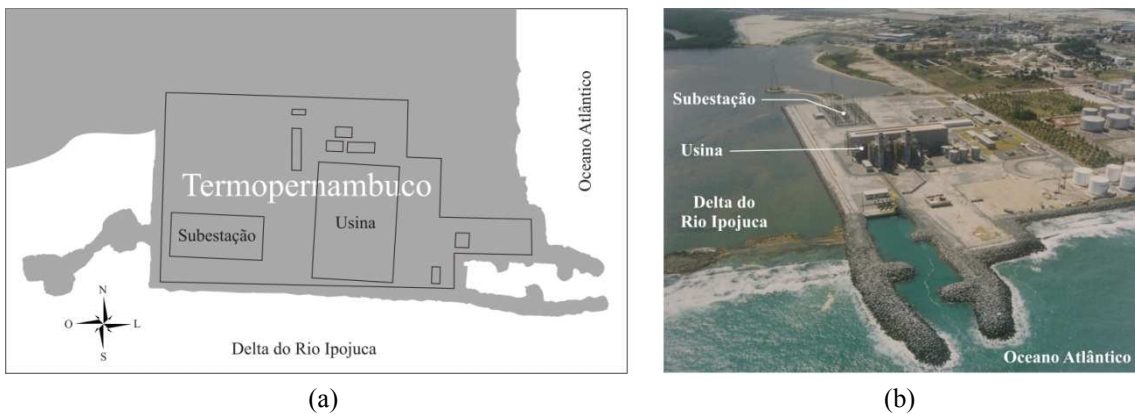 Termopernambuco
Subestação
Usina
Oceano Atlântico
N
O
L
S
Delta do Rio Ipojuca
(a)
Subestação
Usina
Delta do
Rio Ipojuca
Oceano Atlântico
(b)